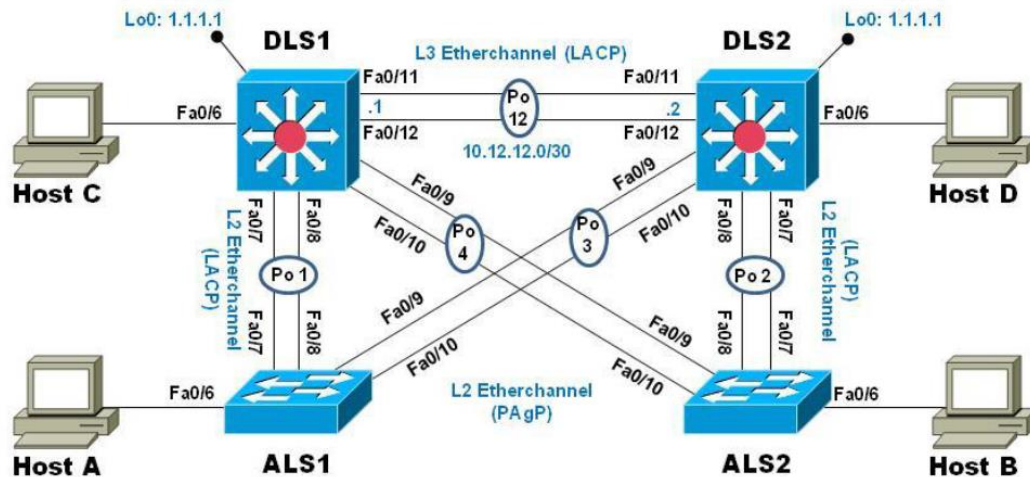 Lo0: 1.1.1.1
Lo0: 1.1.1.1
DLS1
L3 Etherchannel (LACP)
DLS2
Fa0/11
Fa0/11
Fa0/6
.1
Po
12
.2
Fa0/6
Fa0/12
Fa0/12
10.12.12.0/30
Host C
Fa0/9
Fa0/9
Host D
Fa0/10
Fa0/10
Fa0/7
Fa0/8
Po
4
Po
3
Fa0/8
Fa0/7
L2 Etherchannel
(LACP)
Po 1
Po 2
L2 Etherchannel
(LACP)
Fa0/7
Fa0/8
Fa0/9
Fa0/10
Fa0/9
Fa0/10
Fa0/8
Fa0/7
Fa0/6
L2 Etherchannel
(PAgP)
Fa0/6
Host A
ALS1
ALS2
Host B